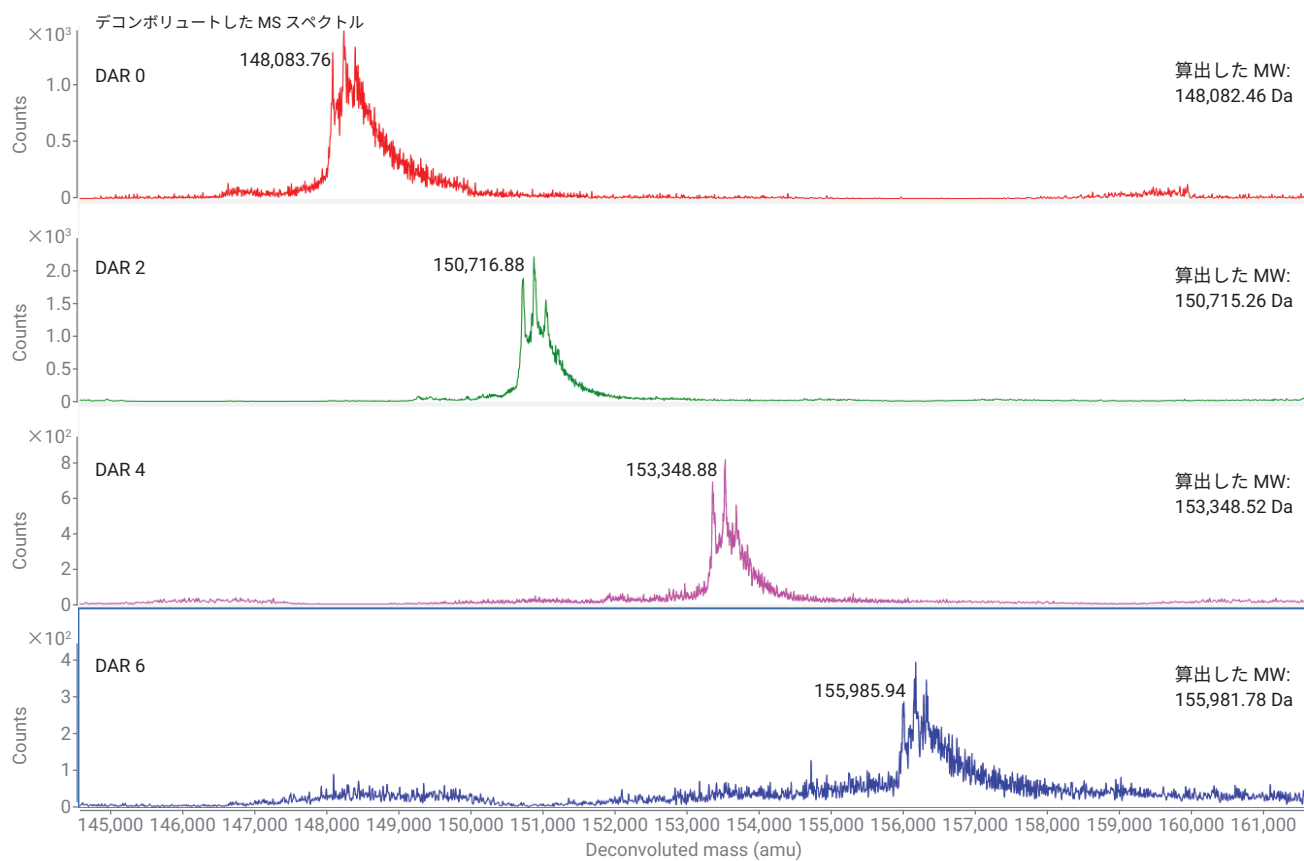 デコンボリュートした MS スペクトル
×10³
148,083.76
DAR 0
算出した MW:
148,082.46 Da
1.0
0.5
0
Counts
×10³
150,716.88
DAR 2
算出した MW:
150,715.26 Da
2.0
1.5
1.0
0.5
0
Counts
×10²
153,348.88
DAR 4
算出した MW:
153,348.52 Da
8
6
4
2
0
Counts
×10²
155,985.94
DAR 6
算出した MW:
155,981.78 Da
4
3
2
1
0
Counts
145,000 146,000 147,000 148,000 149,000 150,000 151,000 152,000 153,000 154,000 155,000 156,000 157,000 158,000 159,000 160,000 161,000
Deconvoluted mass (amu)